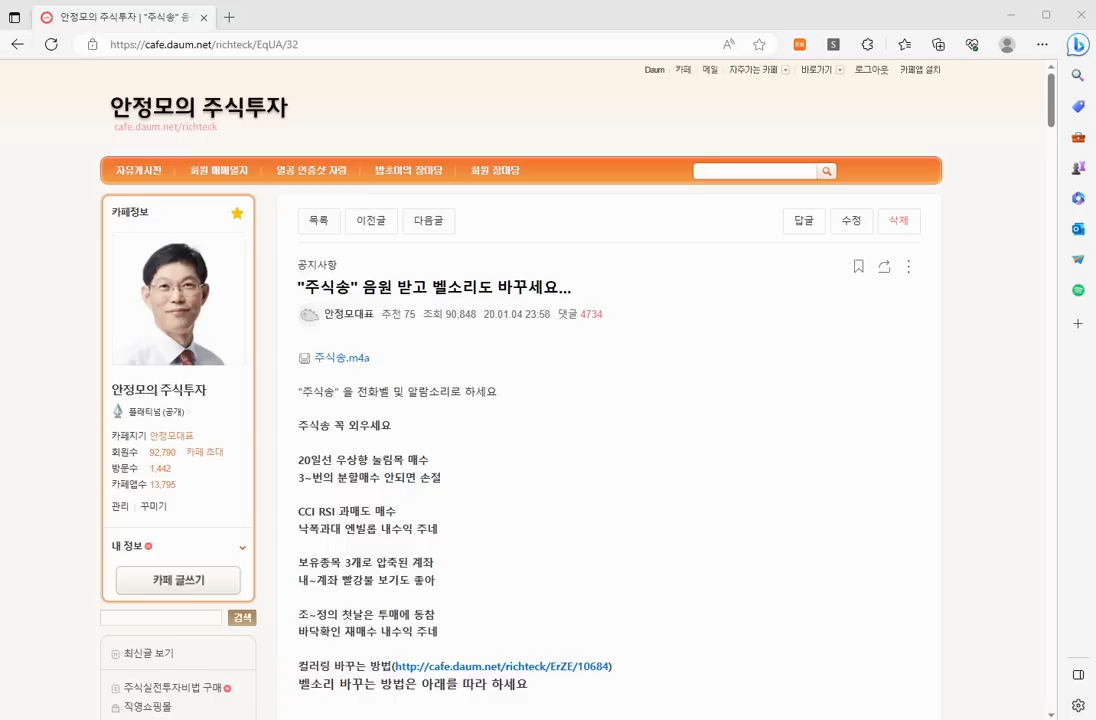 안정모의 주식투자 | "주식송" 음원
https://cafe.daum.net/richteck/EqUA/32
Daum 카페 메일 자주가는 카페 바로가기 로그아웃 카페앱 설치
안정모의 주식투자
cafe.daum.net/richteck
자유게시판 회원 매매일지 열공 인증샷 자랑 밥초미의 장마당 회원 장마당
카페정보
안정모의 주식투자
플래티넘 (공개)
카페지기 안정모대표
회원수 92,790 카페 초대
방문수 1,442
카페앱수 13,795
관리 꾸미기
내 정보
카페 글쓰기
검색
최신글 보기
주식실전투자비법 구매
직영쇼핑몰
목록 이전글 다음글 답글 수정 삭제
공지사항
"주식송" 음원 받고 벨소리도 바꾸세요...
안정모대표 추천 75 조회 90,848 20.01.04 23:58 댓글 4734
주식송.m4a
"주식송" 을 전화벨 및 알람소리로 하세요
주식송 꼭 외우세요
20일선 우상향 눌림목 매수
3~번의 분할매수 안되면 손절
CCI RSI 과매도 매수
낙폭과대 엔빌롭 내수익 주네
보유종목 3개로 압축된 계좌
내~계좌 빨강불 보기도 좋아
조~정의 첫날은 투매에 동참
바닥확인 재매수 내수익 주네
컬러링 바꾸는 방법(http://cafe.daum.net/richteck/ErZE/10684)
벨소리 바꾸는 방법은 아래를 따라 하세요